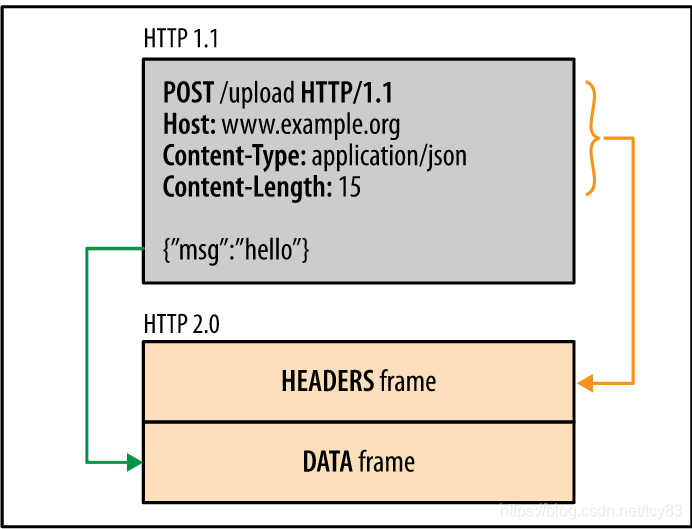 HTTP 1.1
POST /upload HTTP/1.1
Host: www.example.org
Content-Type: application/json
Content-Length: 15
{”msg”:”hello”}
HTTP 2.0
HEADERS frame
DATA frame
https://blog.csdn.net/tcy83